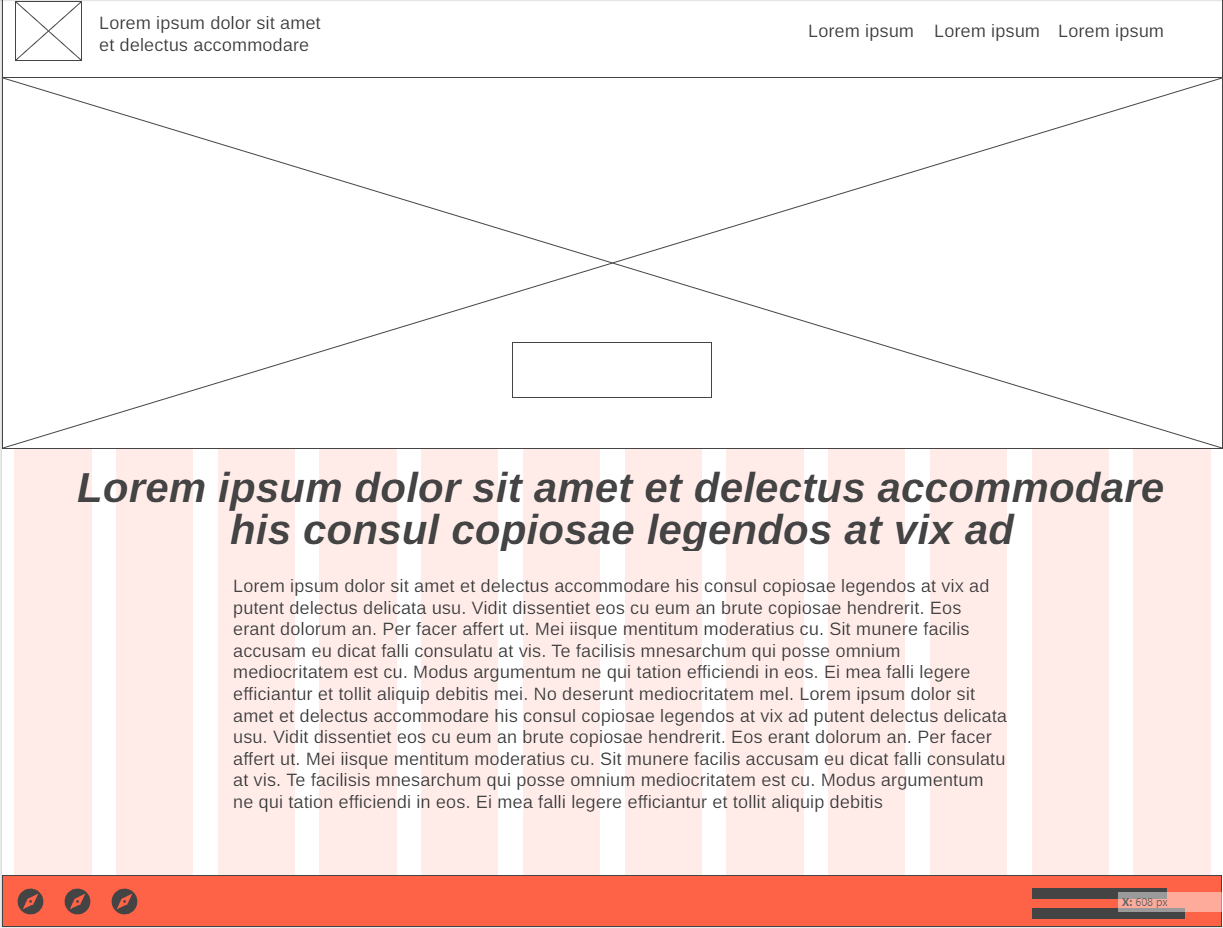 Lorem ipsum dolor sit amet
et delectus accommodare
Lorem ipsum Lorem ipsum Lorem ipsum
Lorem ipsum dolor sit amet et delectus accommodare
his consul copiosae legendos at vix ad
Lorem ipsum dolor sit amet et delectus accommodare his consul copiosae legendos at vix ad
putent delectus delicata usu. Vidit dissentiet eos cu eum an brute copiosae hendrerit. Eos
erant dolorum an. Per facer affert ut. Mei iisque mentitum moderatius cu. Sit munere facilis
accusam eu dicat falli consulatu at vis. Te facilisis mnesarchum qui posse omnium
mediocritatem est cu. Modus argumentum ne qui tation efficiendi in eos. Ei mea falli legere
efficiantur et tollit aliquip debitis mei. No deserunt mediocritatem mel. Lorem ipsum dolor sit
amet et delectus accommodare his consul copiosae legendos at vix ad putent delectus delicata
usu. Vidit dissentiet eos cu eum an brute copiosae hendrerit. Eos erant dolorum an. Per facer
affert ut. Mei iisque mentitum moderatius cu. Sit munere facilis accusam eu dicat falli consulatu
at vis. Te facilisis mnesarchum qui posse omnium mediocritatem est cu. Modus argumentum
ne qui tation efficiendi in eos. Ei mea falli legere efficiantur et tollit aliquip debitis
X: 608 px